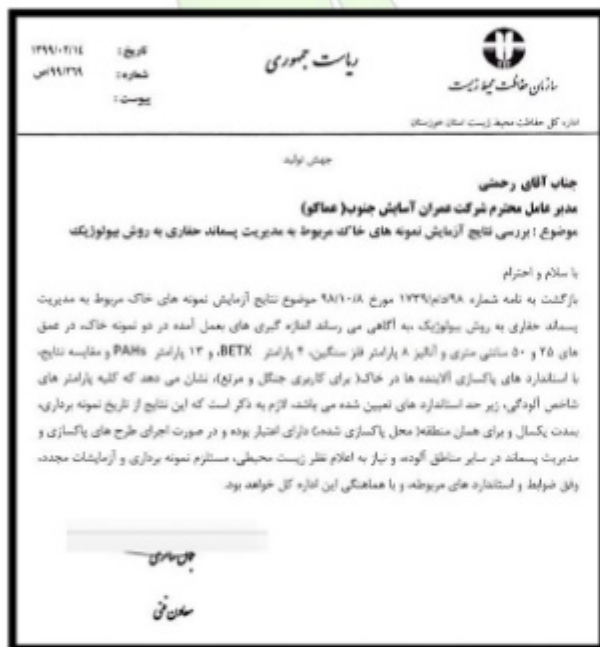 سازمان حفاظت محیط زیست
ریاست جمهوری
تاریخ : ۱۳۹۹/۰۲/۱۴
شماره : ۹۹/۲۶۹/ص
پیوست :
اداره کل حفاظت محیط زیست استان خوزستان
جهش تولید
جناب آقای رحمتی
مدیر عامل محترم شرکت عمران آسایش جنوب( عماگو)
موضوع : بررسی نتایج آزمایش نمونه های خاک مربوط به مدیریت پسماند حفاری به روش بیولوژیک
با سلام و احترام
بازگشت به نامه شماره ۱۷۳۹/د/م/۹۸ مورخ ۹۸/۱۰/۸ موضوع نتایج آزمایش نمونه های خاک مربوط به مدیریت
پسماند حفاری به روش بیولوژیک ،به آگاهی می رساند اندازه گیری های بعمل آمده در دو نمونه خاک، در عمق
های ۲۵ و ۵۰ سانتی متری و آنالیز ۸ پارامتر فلز سنگین، ۴ پارامتر BETX، و ۱۳ پارامتر PAHs و مقایسه نتایج،
با استاندارد های پاکسازی آلاینده ها در خاک( برای کاربری جنگل و مرتع)، نشان می دهد که کلیه پارامتر های
شاخص آلودگی، زیر حد استاندارد های تعیین شده می باشد، لازم به ذکر است که این نتایج از تاریخ نمونه برداری،
بمدت یکسال و برای همان منطقه( محل پاکسازی شده) دارای اعتبار بوده و در صورت اجرای طرح های پاکسازی و
مدیریت پسماند در سایر مناطق آلوده، و نیاز به اعلام نظر زیست محیطی، مستلزم نمونه برداری و آزمایشات مجدد،
وفق ضوابط و استاندارد های مربوطه، و با هماهنگی این اداره کل خواهد بود.
معاون فنی